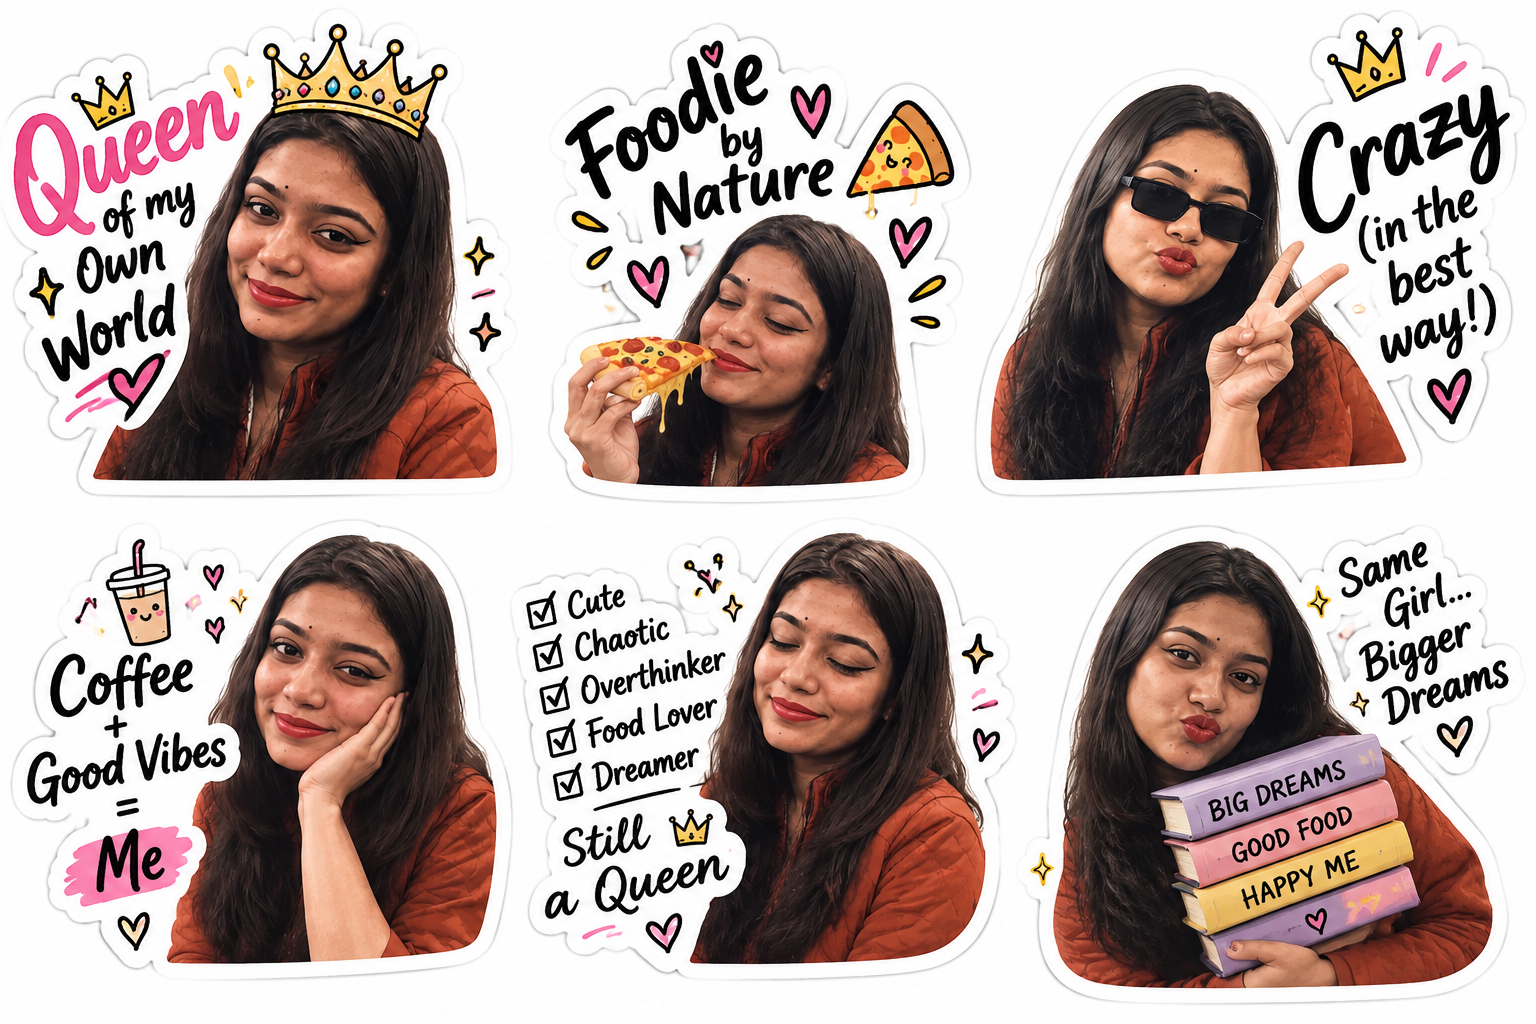 Queen
of my
Own
World
Foodie
by
Nature
Crazy
(in the
best
way!)
Coffee
+
Good Vibes
=
Me
Cute
Chaotic
Overthinker
Food Lover
Dreamer
Still
a Queen
Same
Girl...
Bigger
Dreams
BIG DREAMS
GOOD FOOD
HAPPY ME